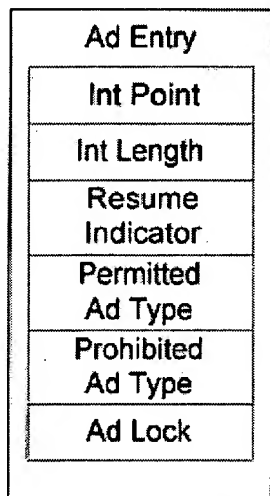 Ad Entry
Int Point
Int Length
Resume
Indicator
Permitted
Ad Type
Prohibited
Ad Type
Ad Lock